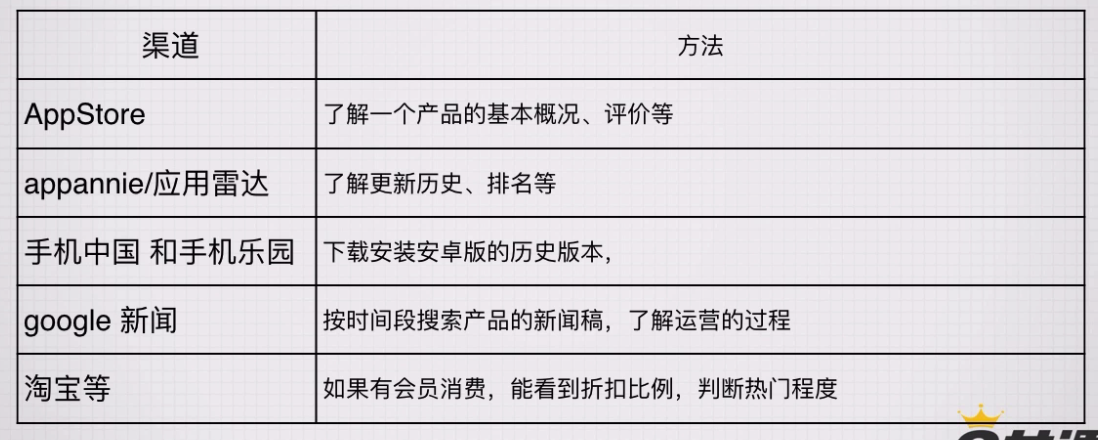 渠道 方法
AppStore 了解一个产品的基本概况、评价等
appannie/应用雷达 了解更新历史、排名等
手机中国 和手机乐园 下载安装安卓版的历史版本，
google 新闻 按时间段搜索产品的新闻稿，了解运营的过程
淘宝等 如果有会员消费，能看到折扣比例，判断热门程度